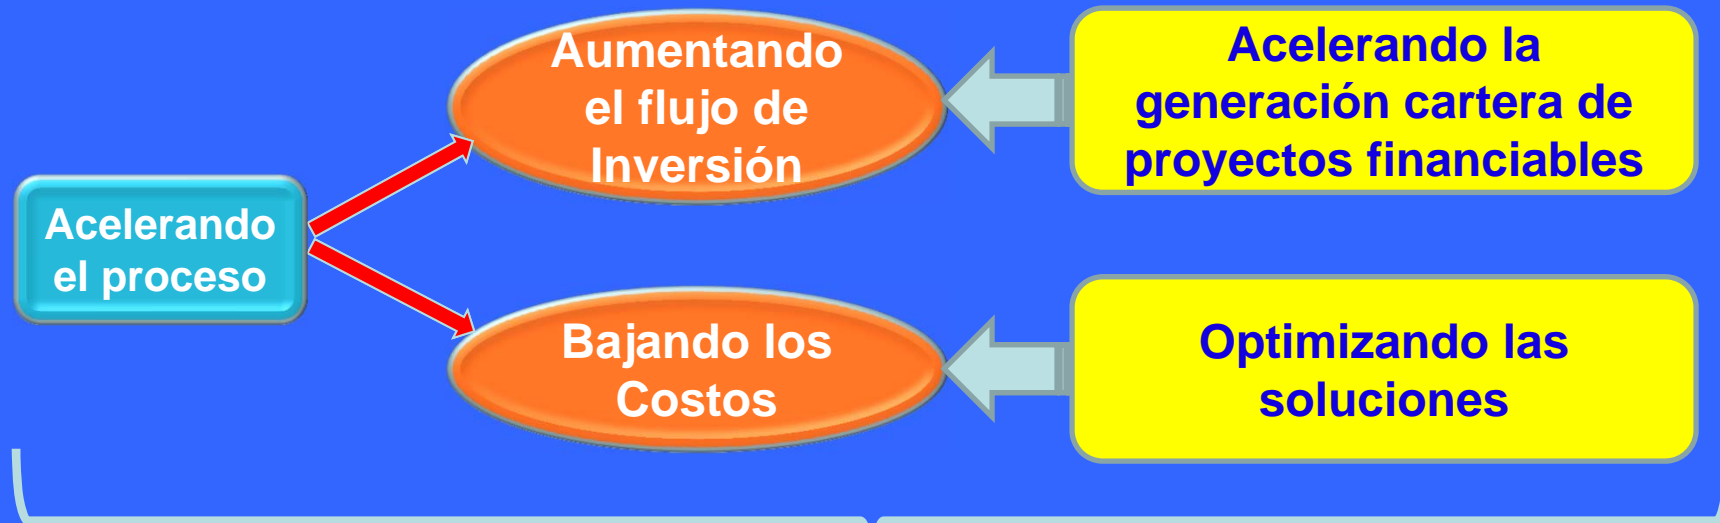 Acelerando
el proceso
Aumentando
el flujo de
Inversión
Acelerando la
generación cartera de
proyectos financiables
Bajando los
Costos
Optimizando las
soluciones